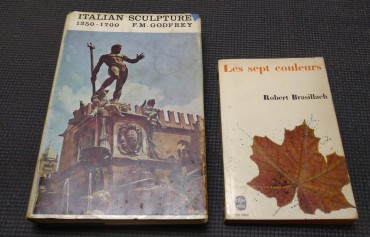 ITALIAN SCULPTURE
1250-1700 F. M. GODFREY
Les sept couleurs
Robert Brasillach